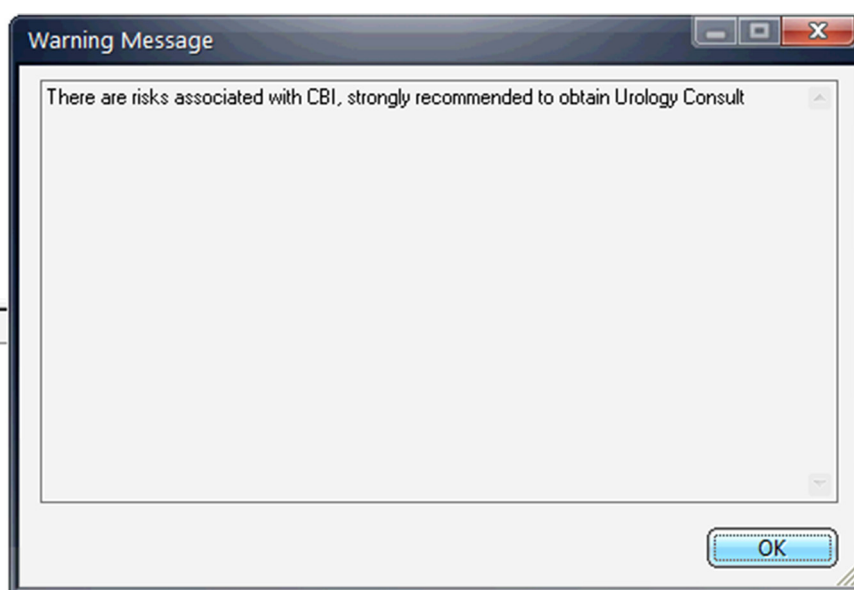 Warning Message
There are risks associated with CBI, strongly recommended to obtain Urology Consult
OK